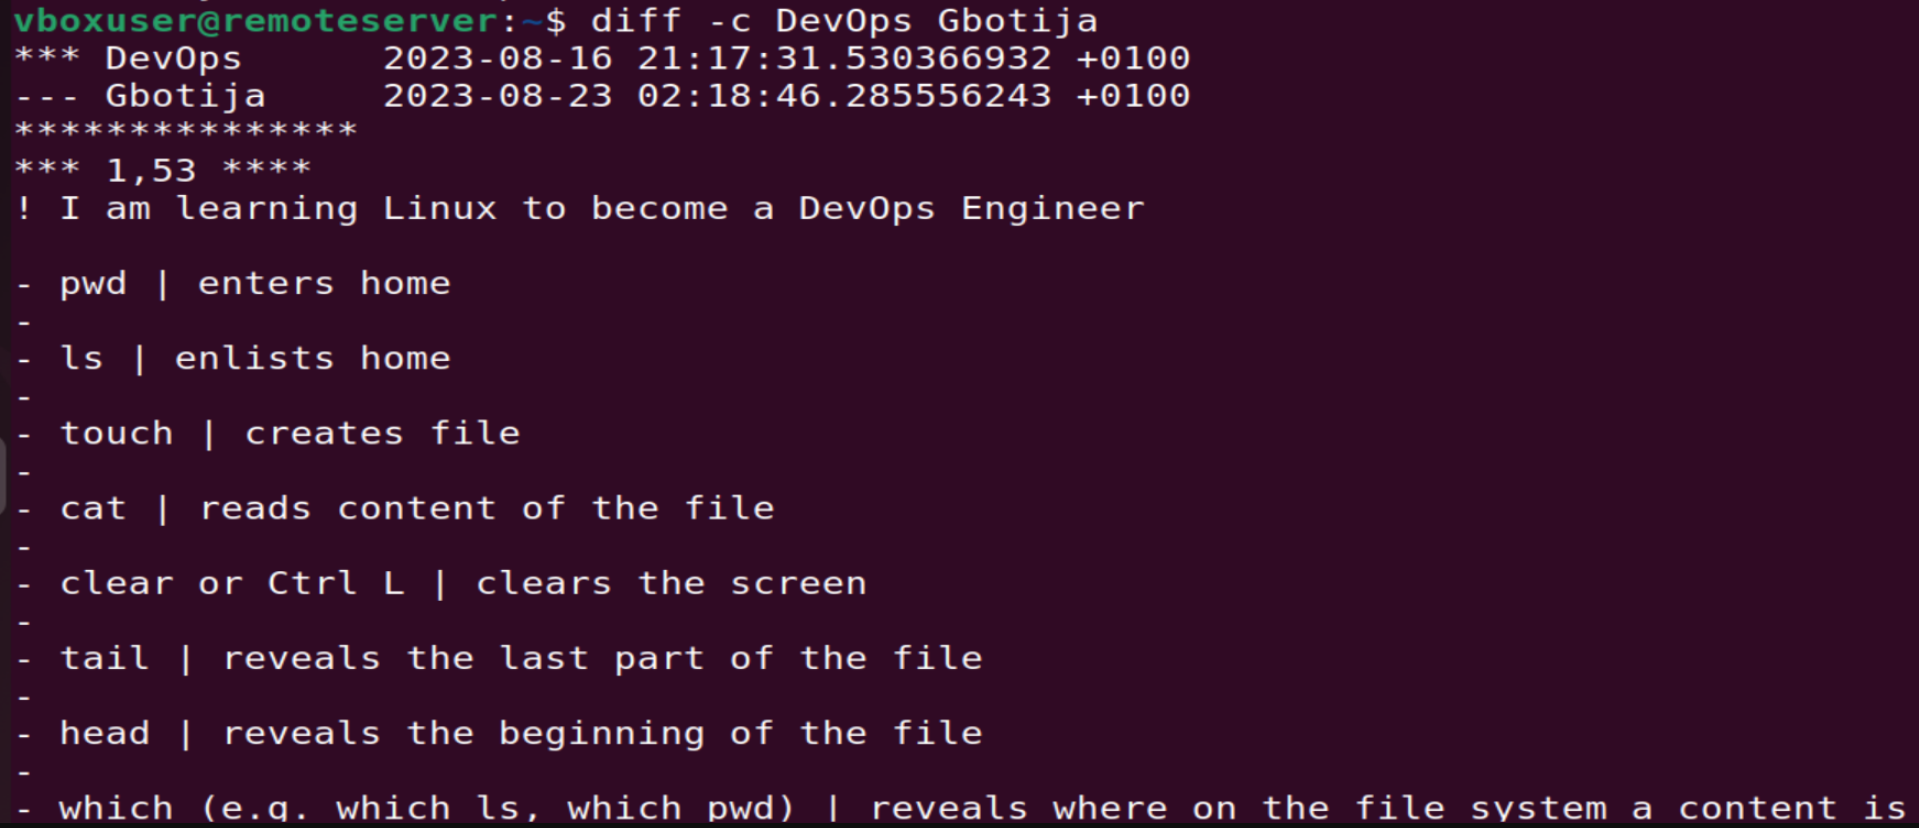 vboxuser@remoteserver:~$ diff -c DevOps Gbotija
*** DevOps      2023-08-16 21:17:31.530366932 +0100
--- Gbotija     2023-08-23 02:18:46.285556243 +0100
***************
*** 1,53 ****
! I am learning Linux to become a DevOps Engineer
- pwd | enters home
-
- ls | enlists home
-
- touch | creates file
-
- cat | reads content of the file
-
- clear or Ctrl L | clears the screen
-
- tail | reveals the last part of the file
-
- head | reveals the beginning of the file
-
- which (e.g. which ls, which pwd) | reveals where on the file system a content is